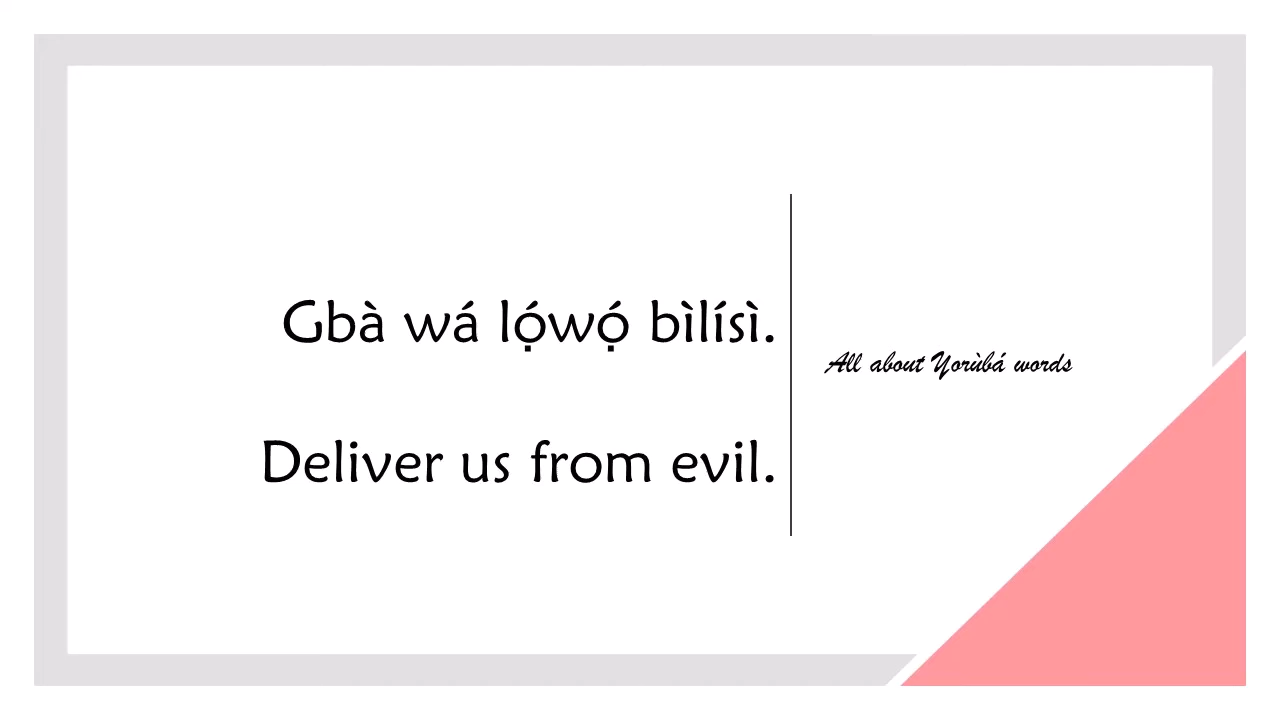 Gbà wá lọ́wọ́ bìlísì.
Deliver us from evil.
All about Yorùbá words